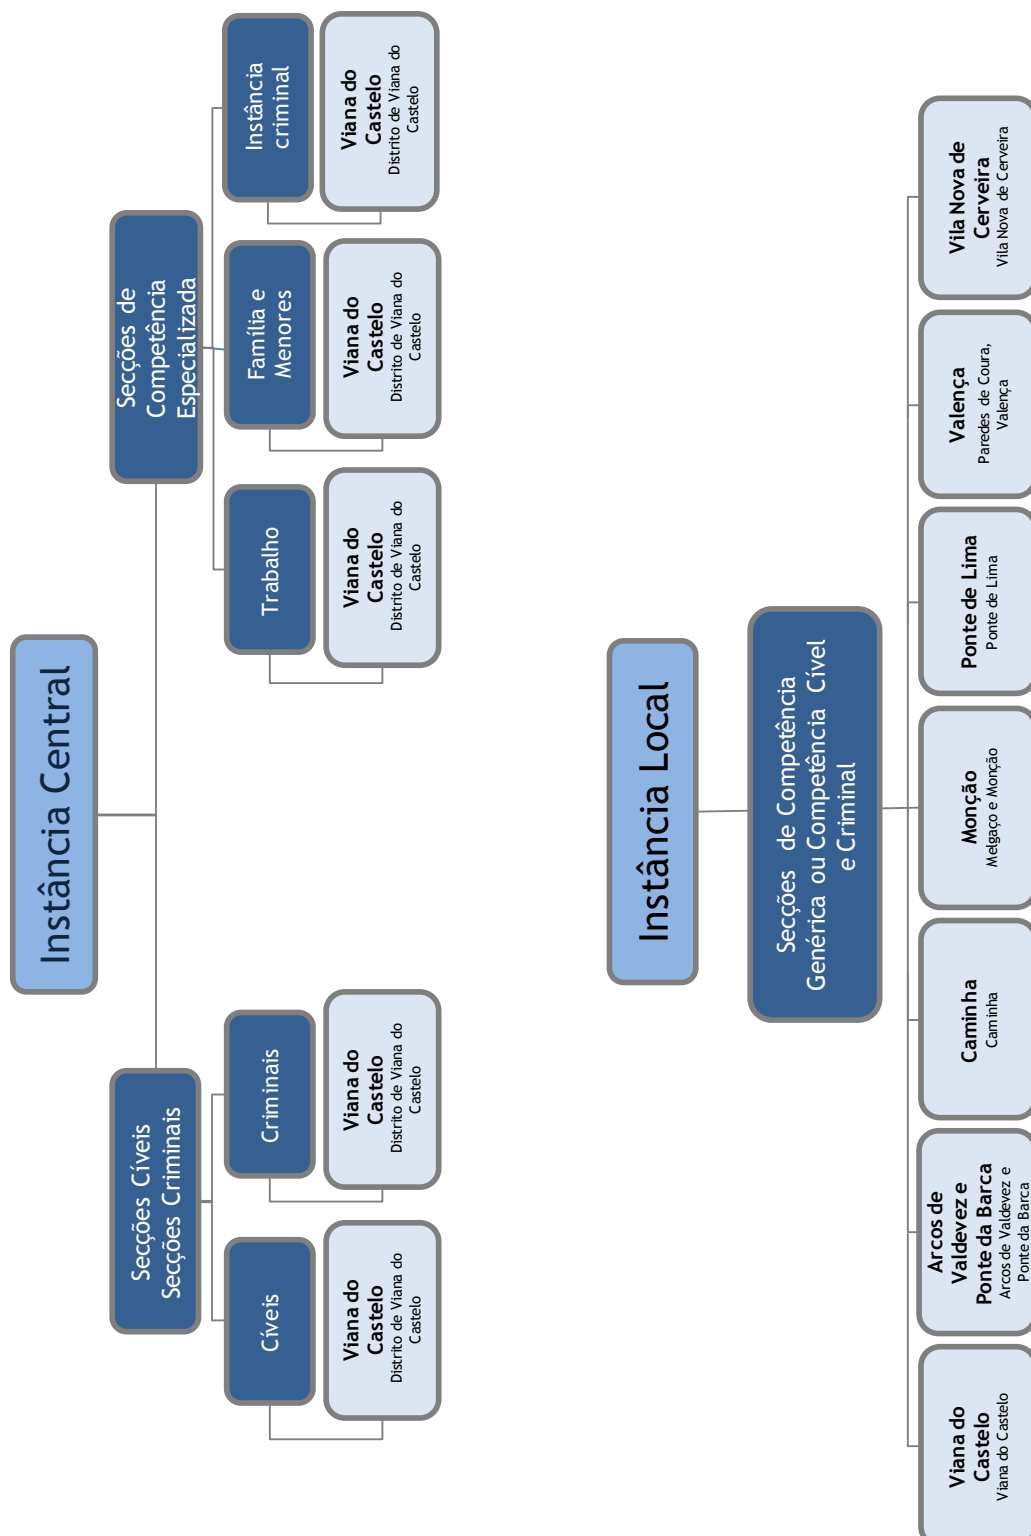 Instância Central
Secções Cíveis
Secções Criminais
Secções de
Competência
Especializada
Cíveis
Criminais
Trabalho
Família e
Menores
Instância
criminal
Viana do
Castelo
Distrito de Viana do
Castelo
Viana do
Castelo
Distrito de Viana do
Castelo
Viana do
Castelo
Distrito de Viana do
Castelo
Viana do
Castelo
Distrito de Viana do
Castelo
Viana do
Castelo
Distrito de Viana do
Castelo
Instância Local
Secções de Competência
Genérica ou Competência Cível
e Criminal
Viana do
Castelo
Viana do Castelo
Arcos de
Valdevez e
Ponte da Barca
Arcos de Valdevez e
Ponte da Barca
Caminha
Caminha
Monção
Melgaço e Monção
Ponte de Lima
Ponte de Lima
Valença
Paredes de Coura,
Valença
Vila Nova de
Cerveira
Vila Nova de Cerveira